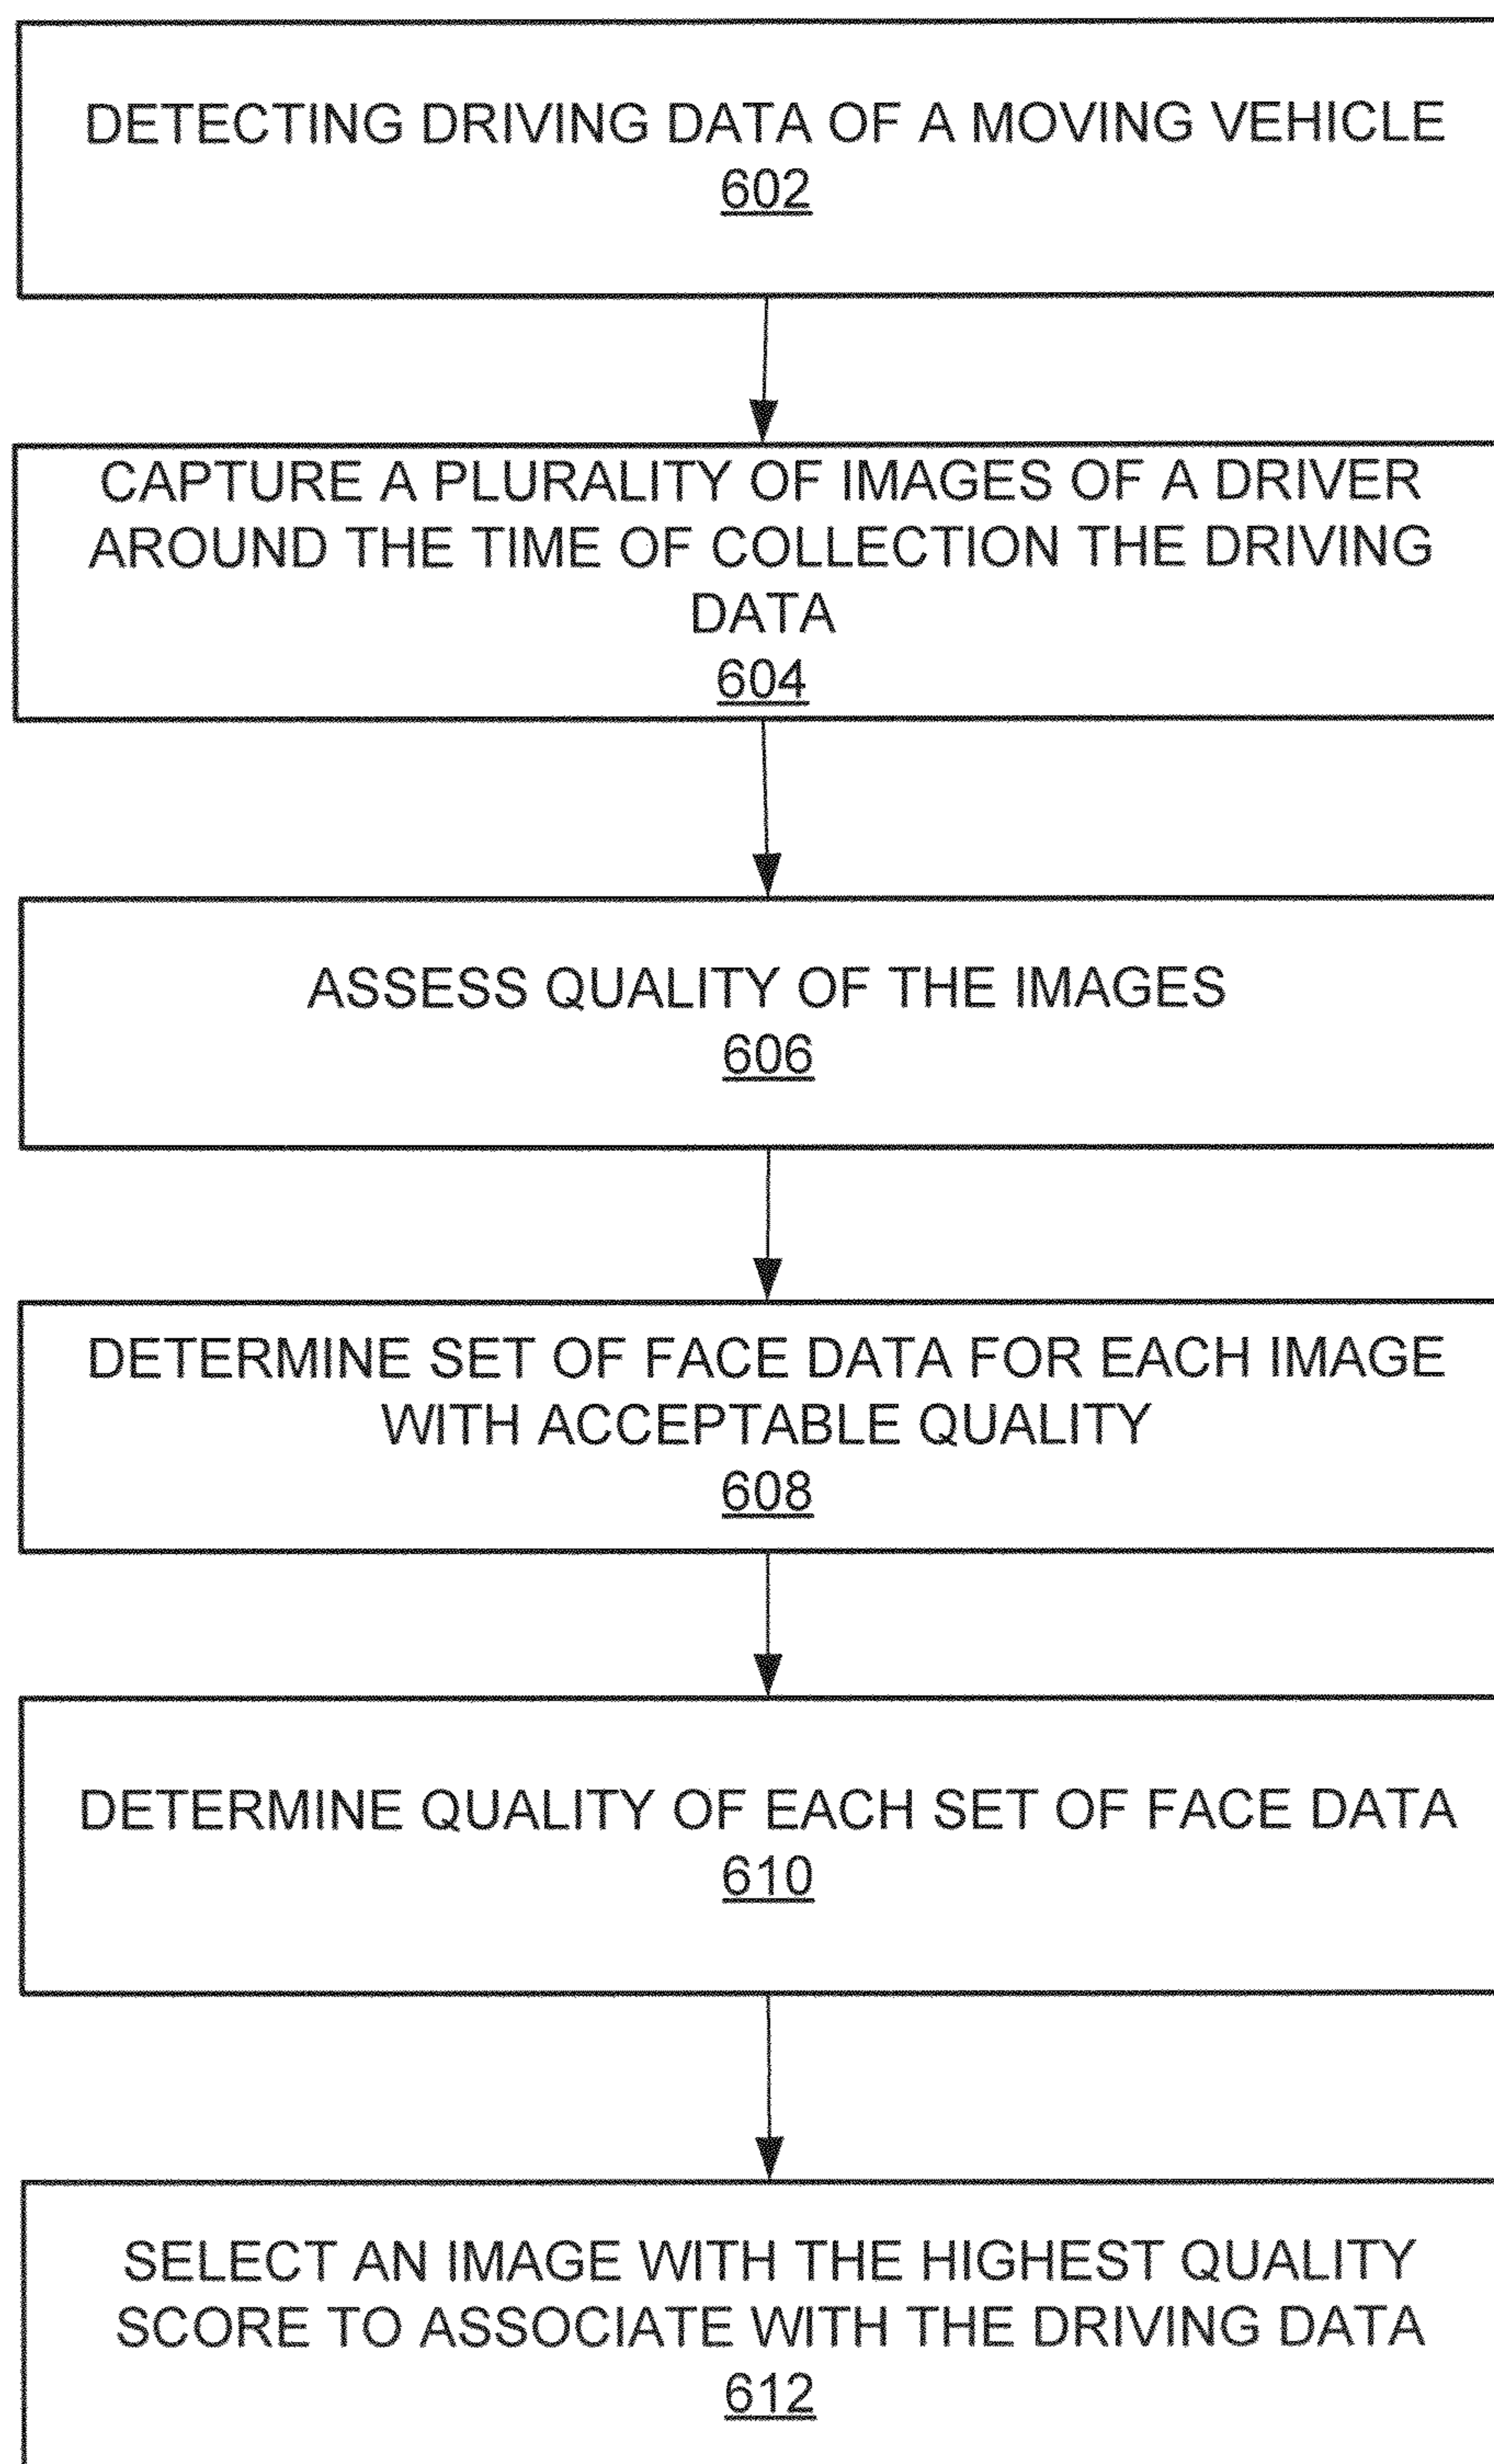 DETECTING DRIVING DATA OF A MOVING VEHICLE
602
CAPTURE A PLURALITY OF IMAGES OF A DRIVER
AROUND THE TIME OF COLLECTION THE DRIVING
DATA
604
ASSESS QUALITY OF THE IMAGES
606
DETERMINE SET OF FACE DATA FOR EACH IMAGE
WITH ACCEPTABLE QUALITY
608
DETERMINE QUALITY OF EACH SET OF FACE DATA
610
SELECT AN IMAGE WITH THE HIGHEST QUALITY
SCORE TO ASSOCIATE WITH THE DRIVING DATA
612